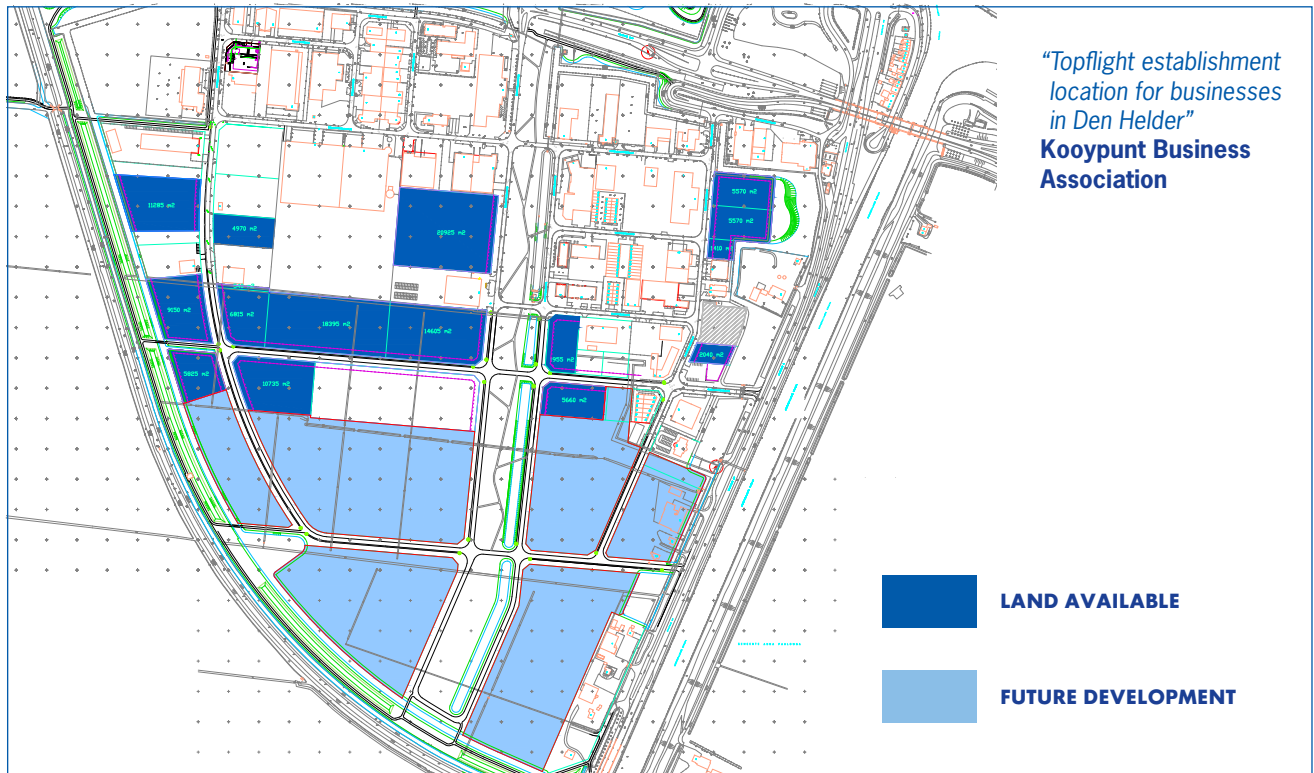 “Topflight establishment
location for businesses
in Den Helder”
Kooypunt Business
Association
11285 m2
4970 m2
20925 m2
5570 m2
5570 m2
1410 m2
9150 m2
6815 m2
18395 m2
14605 m2
955 m2
2040 m2
5825 m2
10735 m2
5660 m2
LAND AVAILABLE
FUTURE DEVELOPMENT